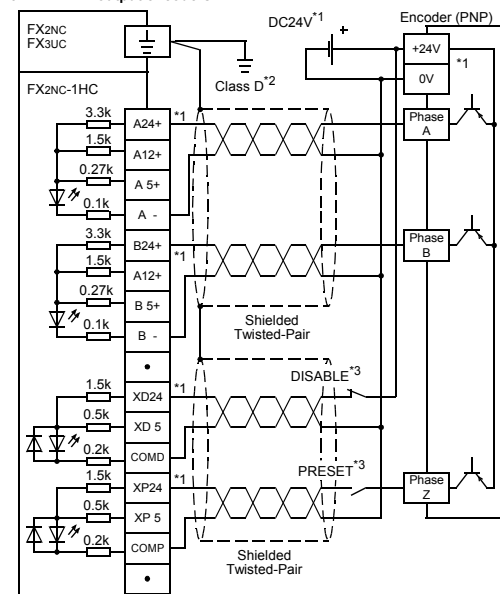 FX2NC
FX3UC
FX2NC-1HC
Class D*2
DC24V*1
+
Encoder (PNP)
+24V
0V
*1
3.3k
A24+
*1
1.5k
A12+
0.27k
A 5+
0.1k
A -
Phase
A
3.3k
B24+
*1
1.5k
A12+
0.27k
B 5+
0.1k
B -
Phase
B
Shielded
Twisted-Pair
1.5k
XD24
*1
DISABLE*3
0.5k
XD 5
0.2k
COMD
1.5k
XP24
*1
PRESET*3
0.5k
XP 5
0.2k
COMP
Phase
Z
Shielded
Twisted-Pair